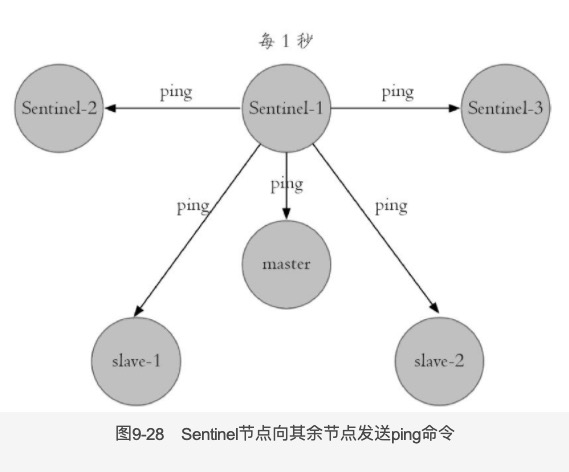 每 1 秒
Sentinel-2
ping
Sentinel-1
ping
Sentinel-3
ping
ping
ping
master
slave-1
slave-2
图9-28 Sentinel节点向其余节点发送ping命令